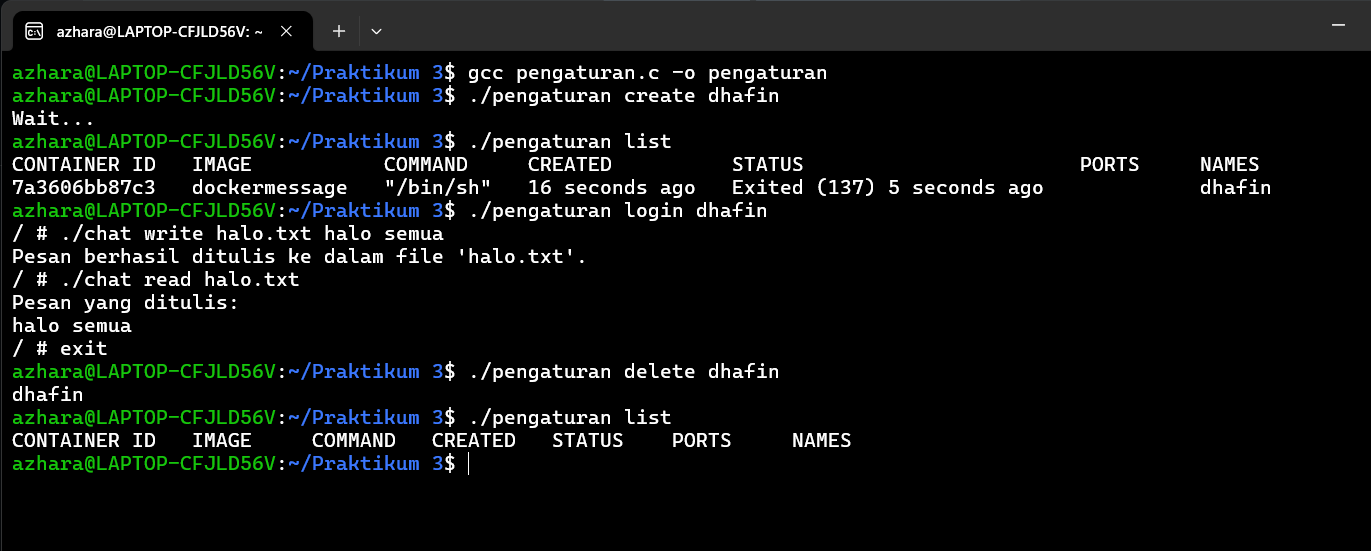 azhara@LAPTOP-CFJLD56V: ~
azhara@LAPTOP-CFJLD56V:~/Praktikum 3$ gcc pengaturan.c -o pengaturan
azhara@LAPTOP-CFJLD56V:~/Praktikum 3$ ./pengaturan create dhafin
Wait...
azhara@LAPTOP-CFJLD56V:~/Praktikum 3$ ./pengaturan list
CONTAINER ID   IMAGE           COMMAND     CREATED          STATUS                       PORTS     NAMES
7a3606bb87c3   dockermessage   "/bin/sh"   16 seconds ago   Exited (137) 5 seconds ago             dhafin
azhara@LAPTOP-CFJLD56V:~/Praktikum 3$ ./pengaturan login dhafin
/ # ./chat write halo.txt halo semua
Pesan berhasil ditulis ke dalam file 'halo.txt'.
/ # ./chat read halo.txt
Pesan yang ditulis:
halo semua
/ # exit
azhara@LAPTOP-CFJLD56V:~/Praktikum 3$ ./pengaturan delete dhafin
dhafin
azhara@LAPTOP-CFJLD56V:~/Praktikum 3$ ./pengaturan list
CONTAINER ID   IMAGE     COMMAND   CREATED   STATUS    PORTS     NAMES
azhara@LAPTOP-CFJLD56V:~/Praktikum 3$